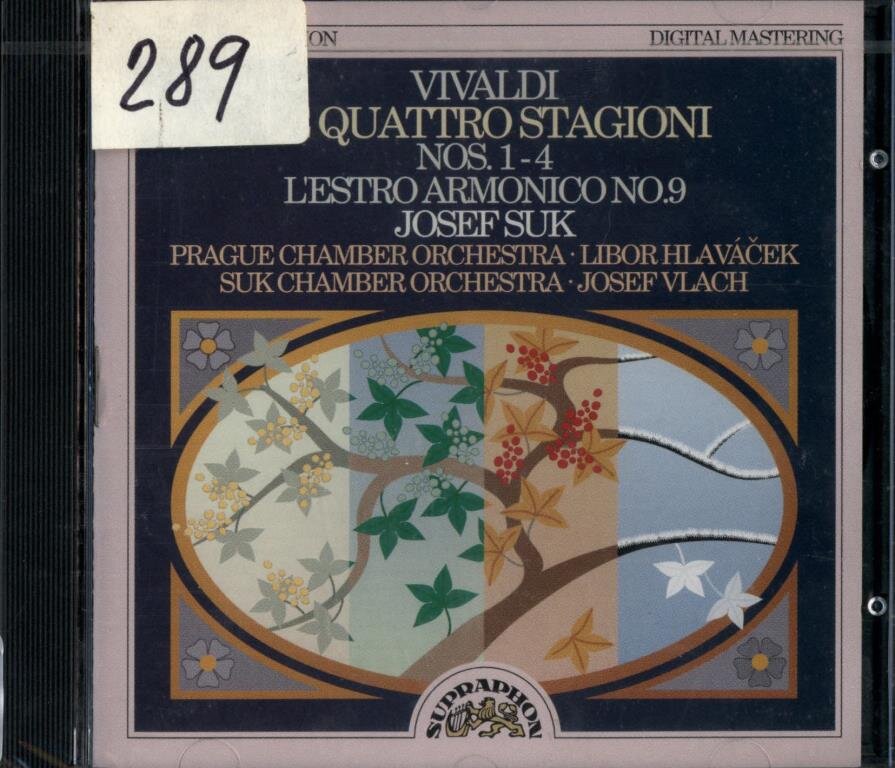 289
ON
DIGITAL MASTERING
VIVALDI
QUATTRO STAGIONI
NOS. 1-4
L'ESTRO ARMONICO NO.9
JOSEF SUK
PRAGUE CHAMBER ORCHESTRA · LIBOR HLAVÁČEK
SUK CHAMBER ORCHESTRA · JOSEF VLACH
SUPRAPHON